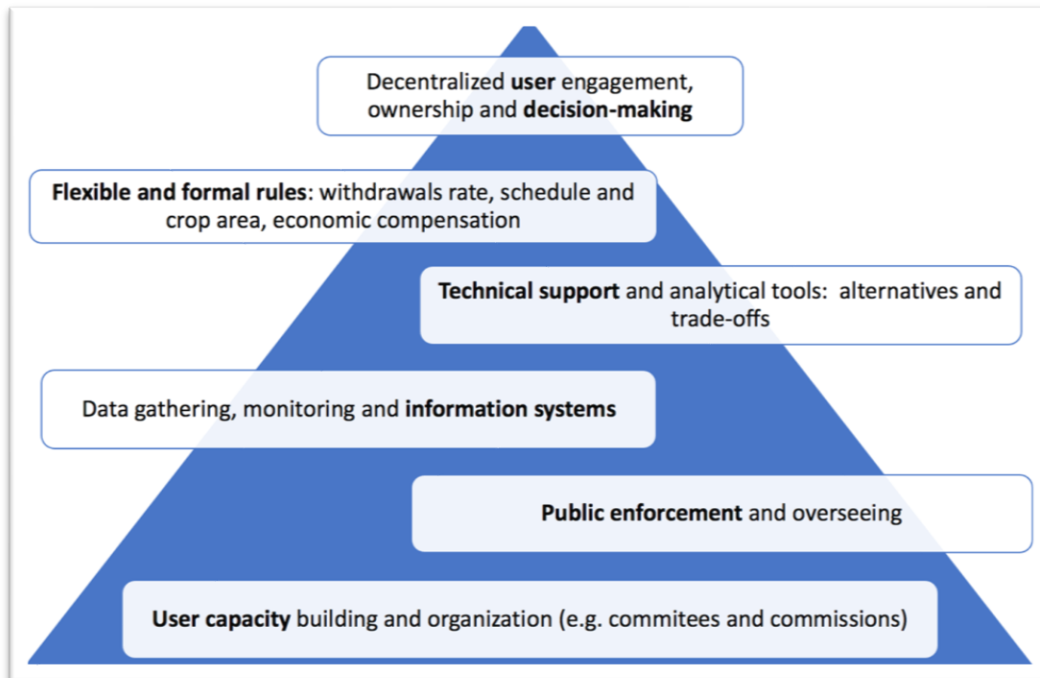 Decentralized user engagement,
ownership and decision-making
Flexible and formal rules: withdrawals rate, schedule and
crop area, economic compensation
Technical support and analytical tools:  alternatives and
trade-offs
Data gathering, monitoring and information systems
Public enforcement and overseeing
User capacity building and organization (e.g. commitees and commissions)